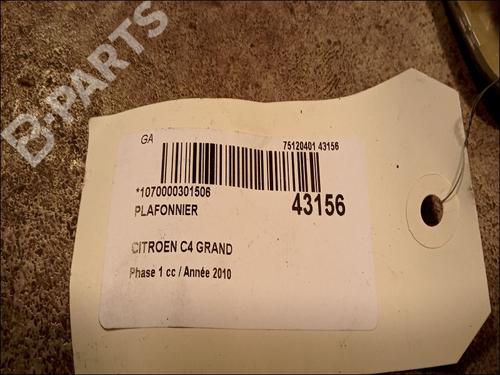 B-PARTS
GA
75120401 43156
*1070000301506
PLAFONNIER
43156
CITROEN C4 GRAND
Phase 1 cc / Année 2010